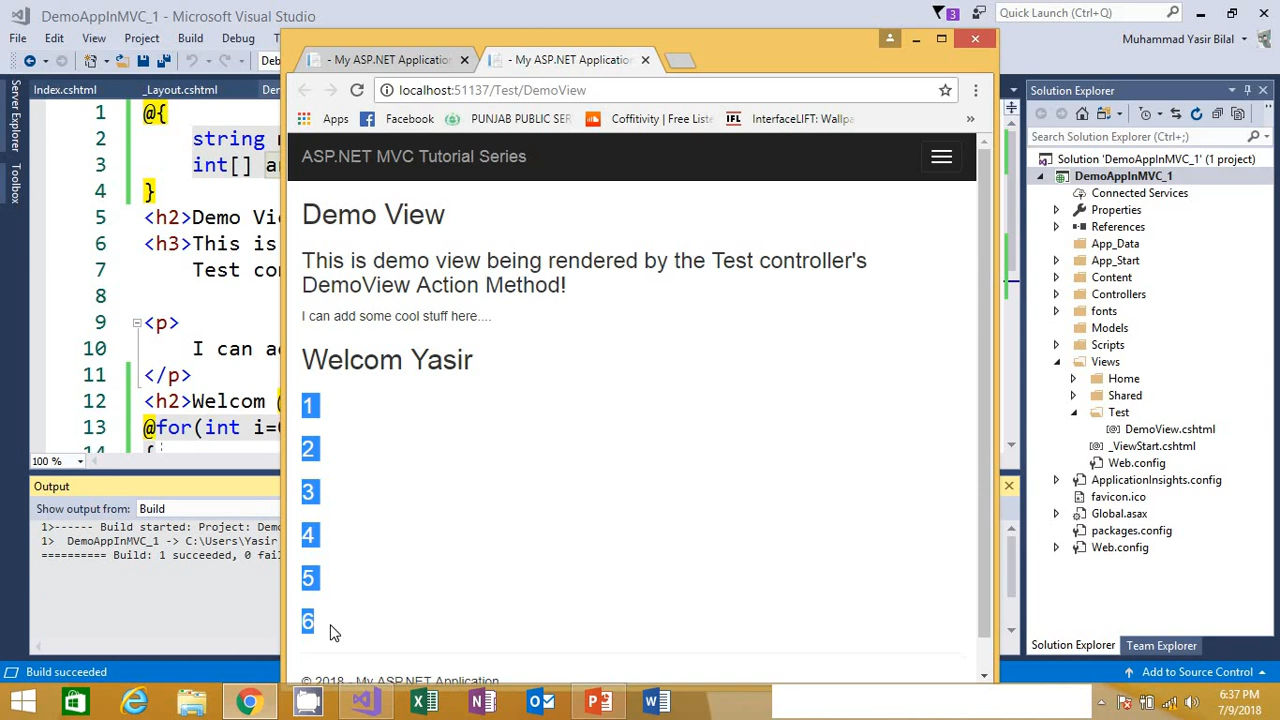 DemoAppInMVC_1 - Microsoft Visual Studio
3
Quick Launch (Ctrl+Q)
File Edit View Project Build Debug
Muhammad Yasir Bilal
Server Explorer
Toolbox
Index.cshtml _Layout.cshtml
1 @{
2 string
3 int[]
4 }
5 <h2>Demo
6 <h3>This is
7 Test
8
9 <p>
10 I can
11 </p>
12 <h2>Welcom
13 @for(int
14
100 %
Output
Show output from: Build
1>------ Build started: Project:
1> DemoAppInMVC_1 -> C:\Users\Yasir
========== Build: 1 succeeded, 0
Build succeeded
- My ASP.NET Application
- My ASP.NET Application
localhost:51137/Test/DemoView
Apps Facebook PUNJAB PUBLIC SER Coffitivity | Free Liste InterfaceLIFT: Wallpa »
ASP.NET MVC Tutorial Series
Demo View
This is demo view being rendered by the Test controller's
DemoView Action Method!
I can add some cool stuff here....
Welcom Yasir
1
2
3
4
5
6
© 2018 - My ASP.NET Application
Solution Explorer
Search Solution Explorer (Ctrl+;)
Solution 'DemoAppInMVC_1' (1 project)
DemoAppInMVC_1
Connected Services
Properties
References
App_Data
App_Start
Content
Controllers
fonts
Models
Scripts
Views
Home
Shared
Test
DemoView.cshtml
_ViewStart.cshtml
Web.config
ApplicationInsights.config
favicon.ico
Global.asax
packages.config
Web.config
Solution Explorer Team Explorer
Add to Source Control
6:37 PM
7/9/2018